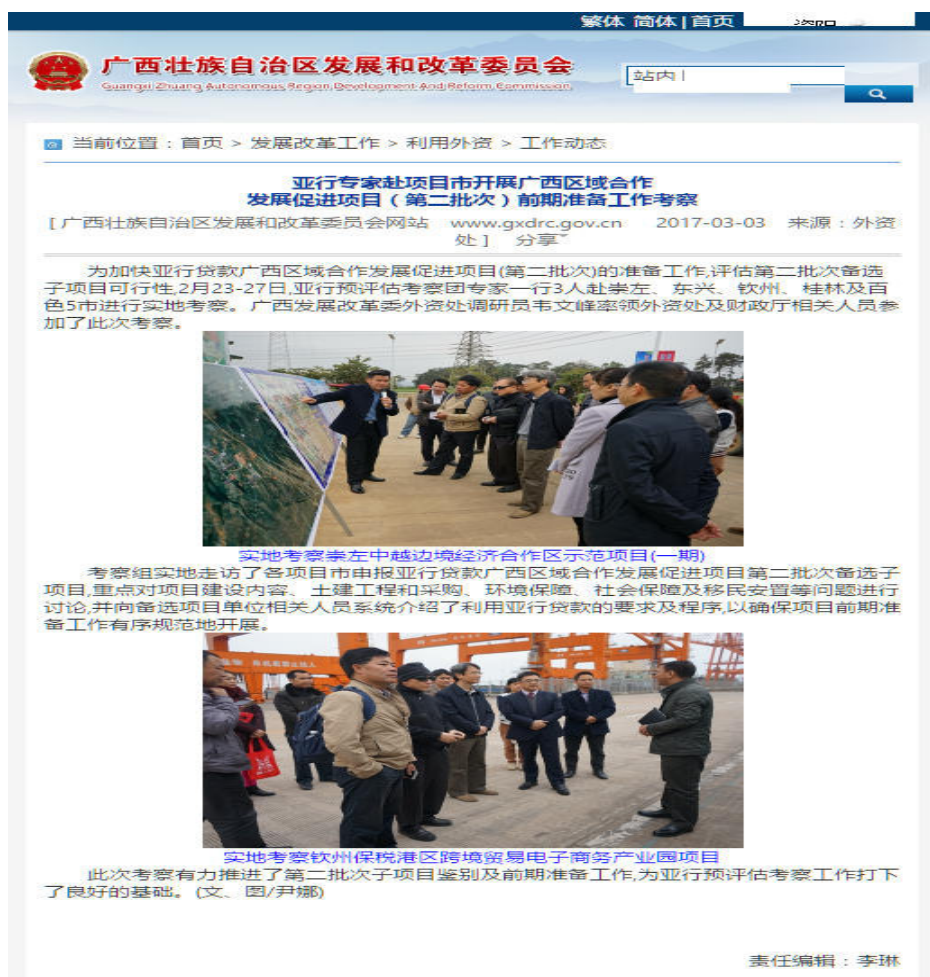 繁体 简体|首页
广西壮族自治区发展和改革委员会
Guangxi Zhuang Autonomous Region Development And Reform Commission
站内
当前位置：首页 > 发展改革工作 > 利用外资 > 工作动态
亚行专家赴项目市开展广西区域合作
发展促进项目（第二批次）前期准备工作考察
[广西壮族自治区发展和改革委员会网站 www.gxdrc.gov.cn 2017-03-03 来源：外资
处] 分享
为加快亚行贷款广西区域合作发展促进项目(第二批次)的准备工作,评估第二批次备选
子项目可行性,2月23-27日,亚行预评估考察团专家一行3人赴崇左、东兴、钦州、桂林及百
色5市进行实地考察。广西发展改革委外资处调研员韦文峰率领外资处及财政厅相关人员参
加了此次考察。
实地考察崇左中越边境经济合作区示范项目(一期)
考察组实地走访了各项目市申报亚行贷款广西区域合作发展促进项目第二批次备选子
项目,重点对项目建设内容、土建工程和采购、环境保障、社会保障及移民安置等问题进行
讨论,并向备选项目单位相关人员系统介绍了利用亚行贷款的要求及程序,以确保项目前期准
备工作有序规范地开展。
实地考察钦州保税港区跨境贸易电子商务产业园项目
此次考察有力推进了第二批次子项目鉴别及前期准备工作,为亚行预评估考察工作打下
了良好的基础。(文、图/尹娜)
责任编辑：李琳